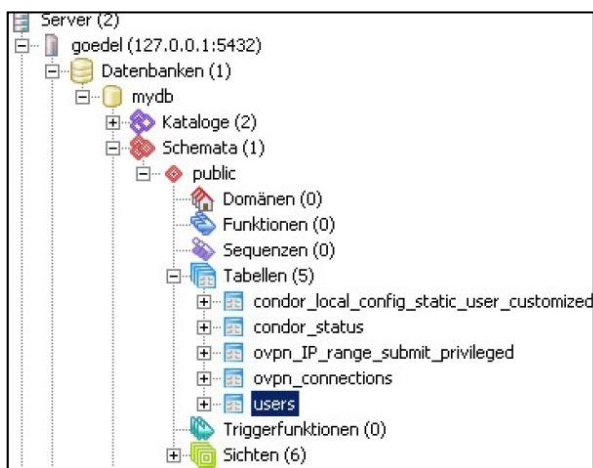 Server (2)
goedel (127.0.0.1:5432)
Datenbanken (1)
mydb
Kataloge (2)
Schemata (1)
public
Domänen (0)
Funktionen (0)
Sequenzen (0)
Tabellen (5)
condor_local_config_static_user_customized
condor_status
ovpn_IP_range_submit_privileged
ovpn_connections
users
Triggerfunktionen (0)
Sichten (6)